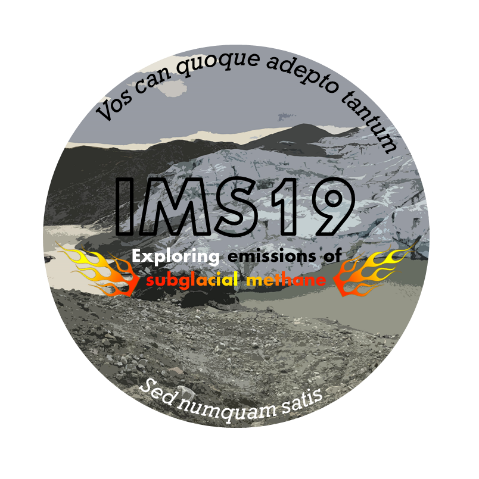 Vos can quoque adepto tantum
IMS19
Exploring emissions of
subglacial methane
Sed numquam satis